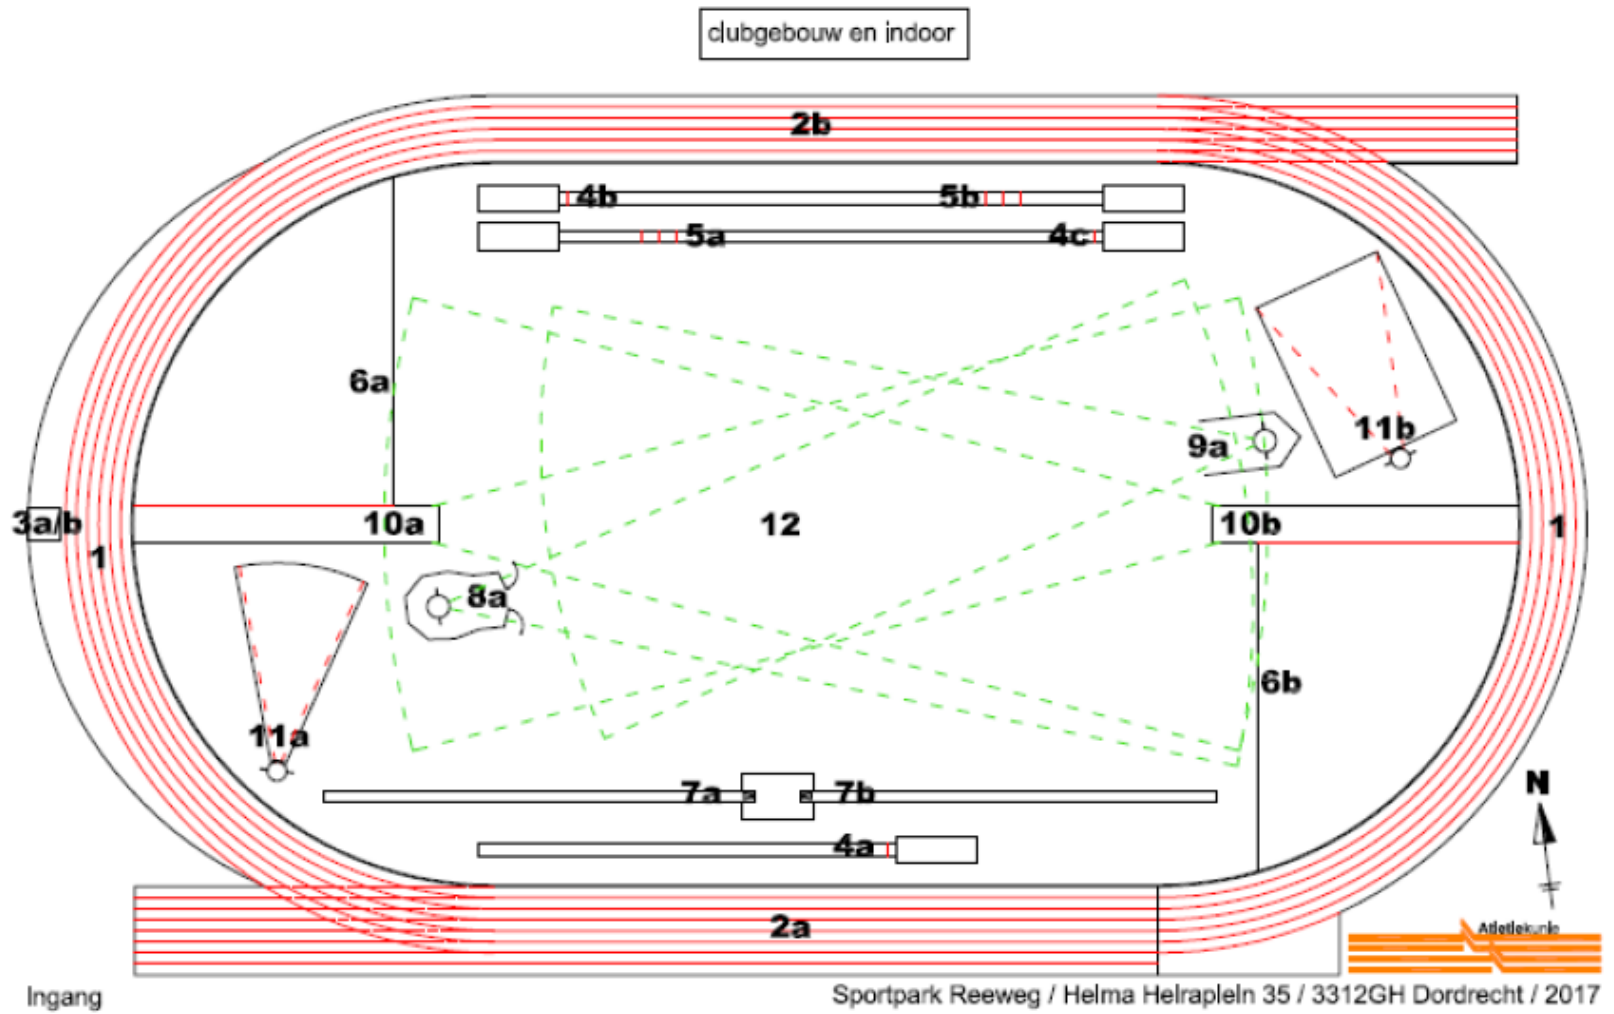 clubgebouw en indoor
2b
4b 5b
5a 4c
6a
11b
9a
3a/b 10a 12 10b 1
1
8a
6b
11a
7a 7b
N
4a
2a
Atletiekunie
Ingang
Sportpark Reeweg / Helma Helraplein 35 / 3312GH Dordrecht / 2017